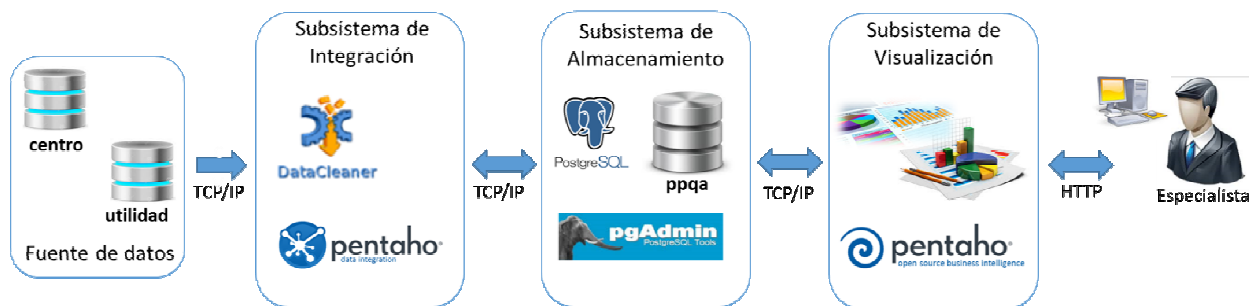 centro
utilidad
Fuente de datos
TCP/IP
Subsistema de
Integración
DataCleaner
pentaho
data integration
TCP/IP
Subsistema de
Almacenamiento
PostgreSQL
ppqa
pgAdmin
PostgreSQL Tools
TCP/IP
Subsistema de
Visualización
pentaho
open source business intelligence
HTTP
Especialista